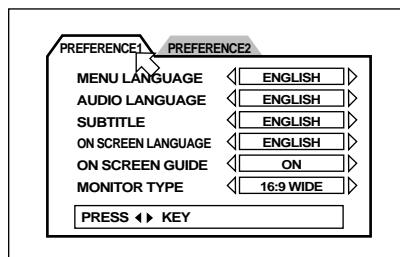 PREFERENCE1 PREFERENCE2
MENU LANGUAGE ENGLISH
AUDIO LANGUAGE ENGLISH
SUBTITLE ENGLISH
ON SCREEN LANGUAGE ENGLISH
ON SCREEN GUIDE ON
MONITOR TYPE 16:9 WIDE
PRESS ◀ ▶ KEY